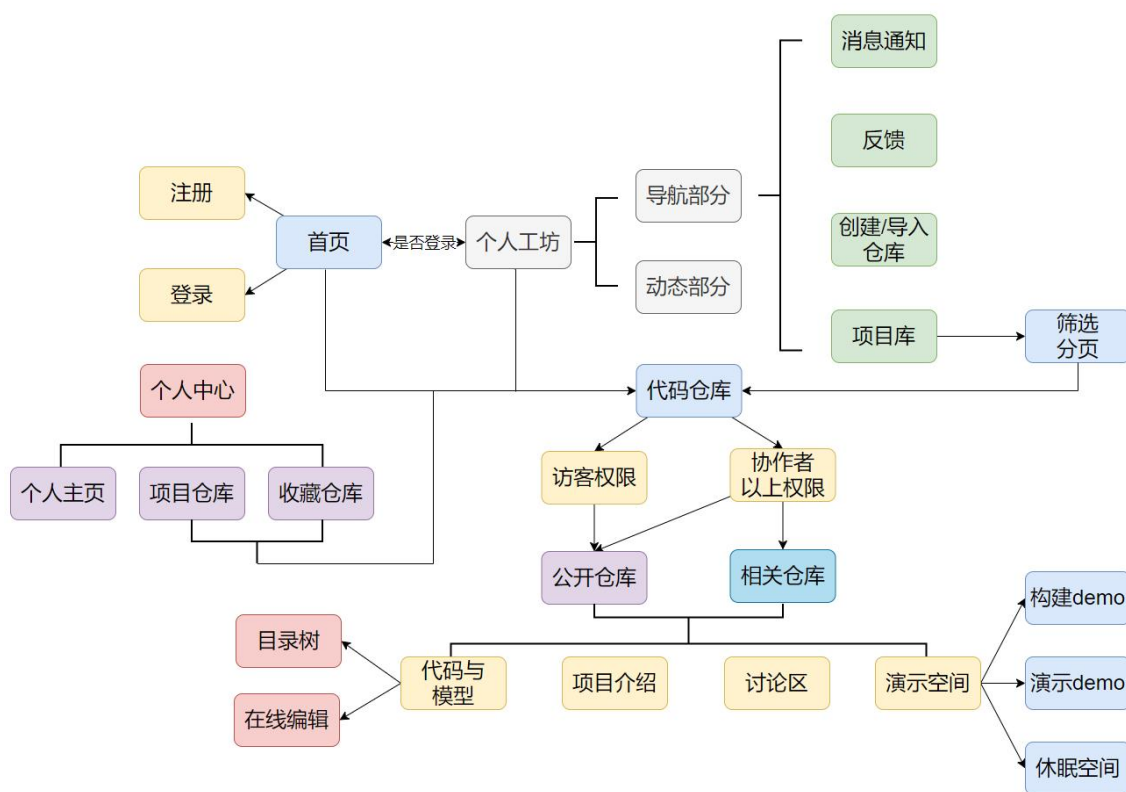 消息通知
反馈
注册
导航部分
首页
是否登录
个人工坊
创建/导入
仓库
登录
动态部分
项目库
筛选
分页
个人中心
代码仓库
个人主页
项目仓库
收藏仓库
访客权限
协作者
以上权限
公开仓库
相关仓库
构建demo
目录树
代码与
模型
项目介绍
讨论区
演示空间
演示demo
在线编辑
休眠空间